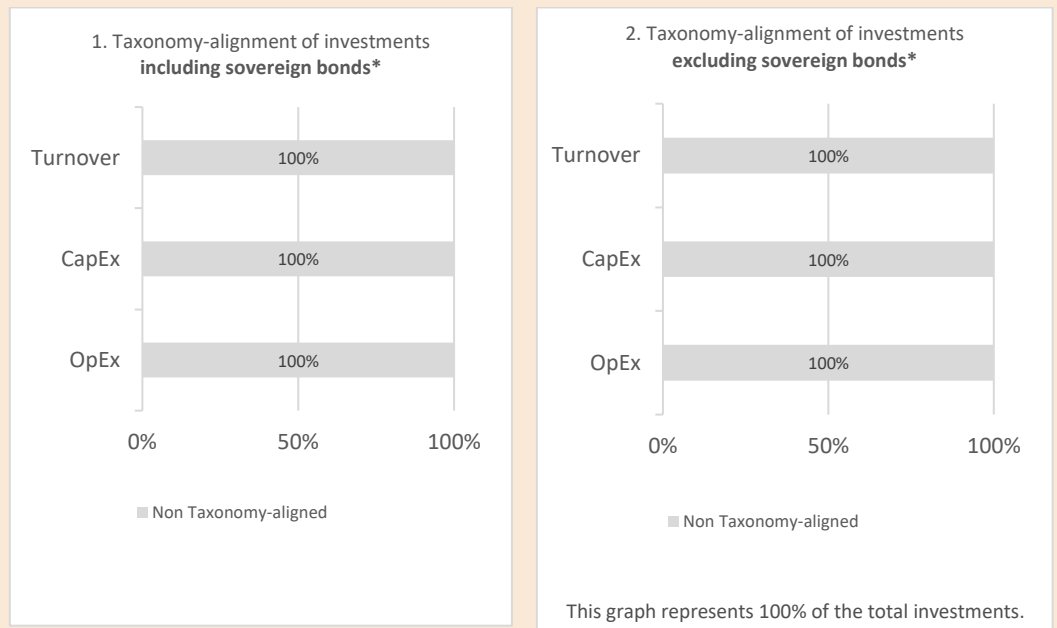 1. Taxonomy-alignment of investments
including sovereign bonds*
Turnover
100%
CapEx
100%
OpEx
100%
0%
50%
100%
Non Taxonomy-aligned
2. Taxonomy-alignment of investments
excluding sovereign bonds*
Turnover
100%
CapEx
100%
OpEx
100%
0%
50%
100%
Non Taxonomy-aligned
This graph represents 100% of the total investments.